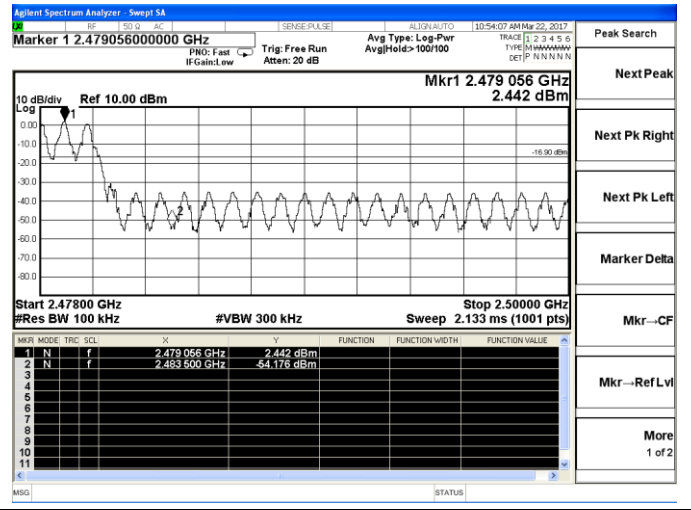 Agilent Spectrum Analyzer - Swept SA
RF 50 Ω AC SENSE:PULSE ALIGNAUTO 10:54:07 AM Mar 22, 2017
Marker 1 2.479056000000 GHz
PNO: Fast
IFGain:Low
Trig: Free Run
Atten: 20 dB
Avg Type: Log-Pwr
Avg|Hold:>100/100
TRACE 1 2 3 4 5 6
TYPE M
DET P N N N N N
Mkr1 2.479 056 GHz
2.442 dBm
10 dB/div Ref 10.00 dBm
Log
1
0.00
-10.0
-16.90 dBm
-20.0
-30.0
-40.0
2
-50.0
-60.0
-70.0
-80.0
Start 2.47800 GHz Stop 2.50000 GHz
#Res BW 100 kHz #VBW 300 kHz Sweep 2.133 ms (1001 pts)
MKR MODE TRC SCL X Y FUNCTION FUNCTION WIDTH FUNCTION VALUE
1 N f 2.479 056 GHz 2.442 dBm
2 N f 2.483 500 GHz -54.176 dBm
3
4
5
6
7
8
9
10
11
MSG STATUS
Peak Search
Next Peak
Next Pk Right
Next Pk Left
Marker Delta
Mkr→CF
Mkr→Ref Lvl
More
1 of 2